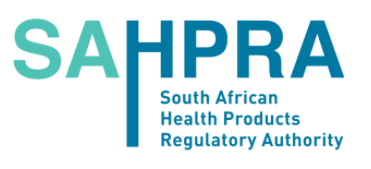 SAHPRA
South African
Health Products
Regulatory Authority